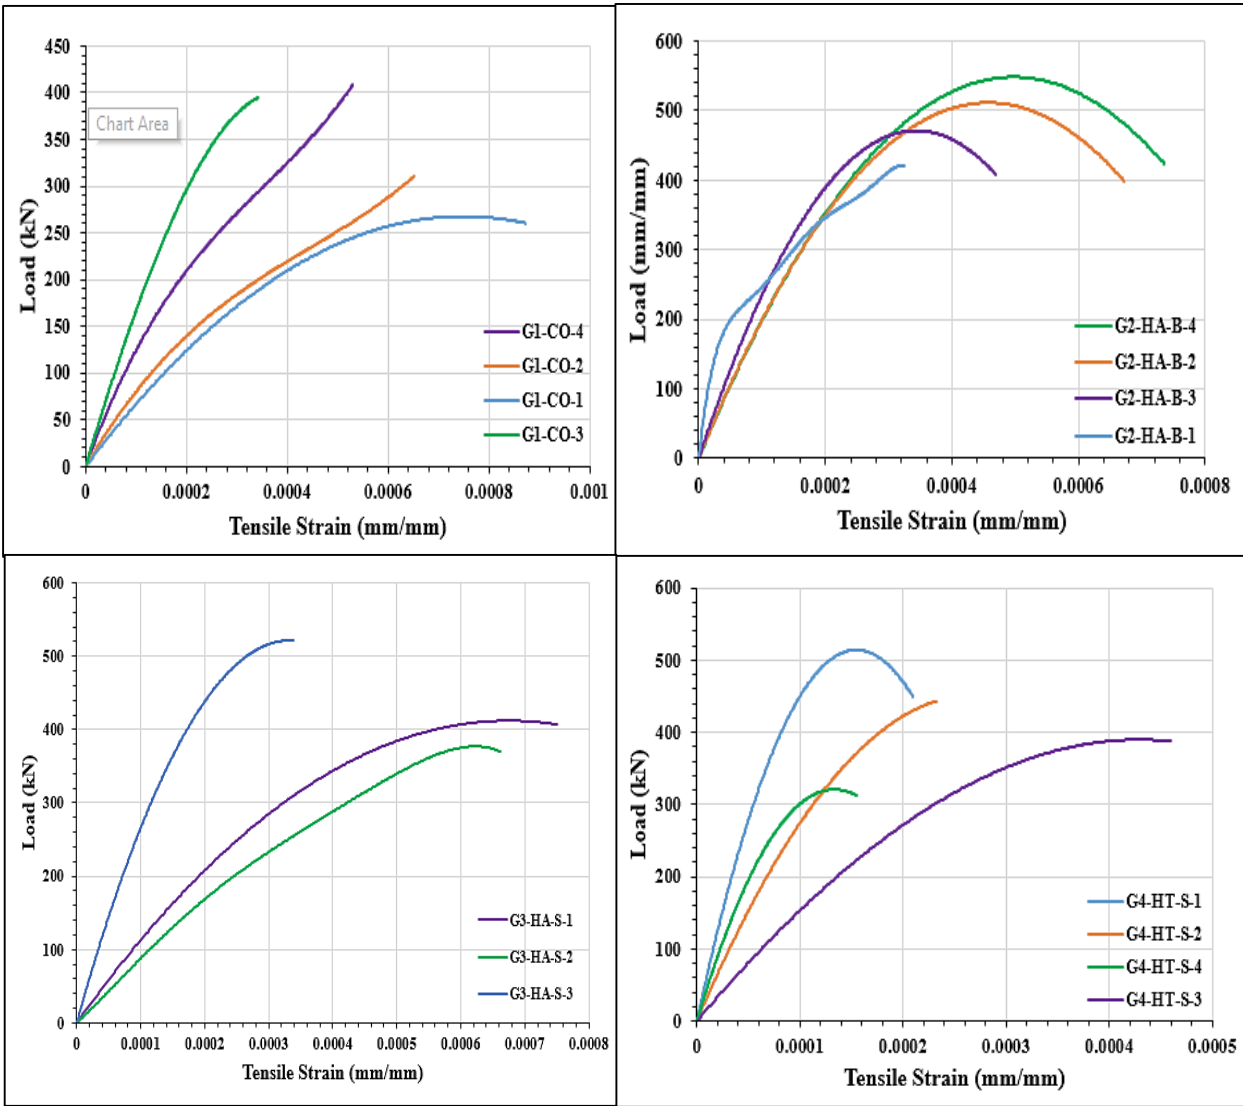 450
400
350
300
250
200
150
100
50
0
Load (kN)
Chart Area
G1-CO-4
G1-CO-2
G1-CO-1
G1-CO-3
0 0.0002 0.0004 0.0006 0.0008 0.001
Tensile Strain (mm/mm)
600
500
400
300
200
100
0
Load (mm/mm)
G2-HA-B-4
G2-HA-B-2
G2-HA-B-3
G2-HA-B-1
0 0.0002 0.0004 0.0006 0.0008
Tensile Strain (mm/mm)
600
500
400
300
200
100
0
Load (kN)
G3-HA-S-1
G3-HA-S-2
G3-HA-S-3
0 0.0001 0.0002 0.0003 0.0004 0.0005 0.0006 0.0007 0.0008
Tensile Strain (mm/mm)
600
500
400
300
200
100
0
Load (kN)
G4-HT-S-1
G4-HT-S-2
G4-HT-S-4
G4-HT-S-3
0 0.0001 0.0002 0.0003 0.0004 0.0005
Tensile Strain (mm/mm)